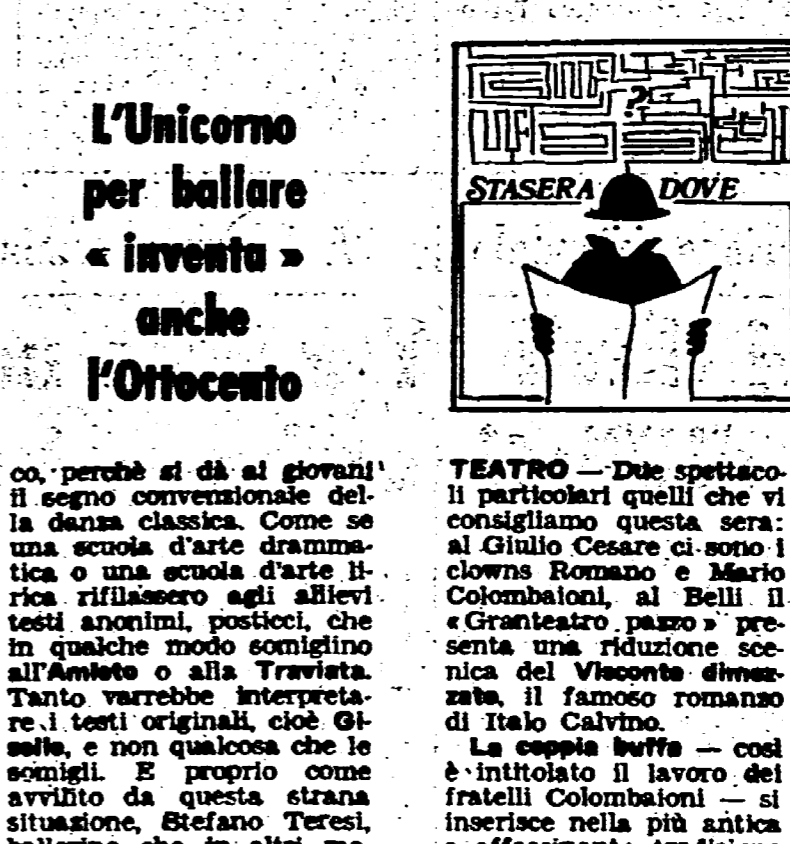 L'Unicorno
per ballare
« inventa »
anche
l'Ottocento
co, perchè si dà ai giovani
il segno convenzionale del-
la danza classica. Come se
una scuola d'arte dramma-
tica o una scuola d'arte li-
rica rifilassero agli allievi
testi anonimi, posticci, che
in qualche modo somiglino
all'Amleto o alla Traviata.
Tanto varrebbe interpreta-
re i testi originali, cioè Gi-
selle, e non qualcosa che le
somigli. E proprio come
avvilito da questa strana
situazione, Stefano Teresi,
ballerino che in altri
?
STASERA DOVE
TEATRO — Due spettaco-
li particolari quelli che vi
consigliamo questa sera:
al Giulio Cesare ci sono i
clowns Romano e Mario
Colombaioni, al Belli il
« Granteatro pazzo » pre-
senta una riduzione sce-
nica del Visconte dimez-
zato, il famoso romanzo
di Italo Calvino.
La coppia buffa — così
è intitolato il lavoro dei
fratelli Colombaioni — si
inserisce nella più antica